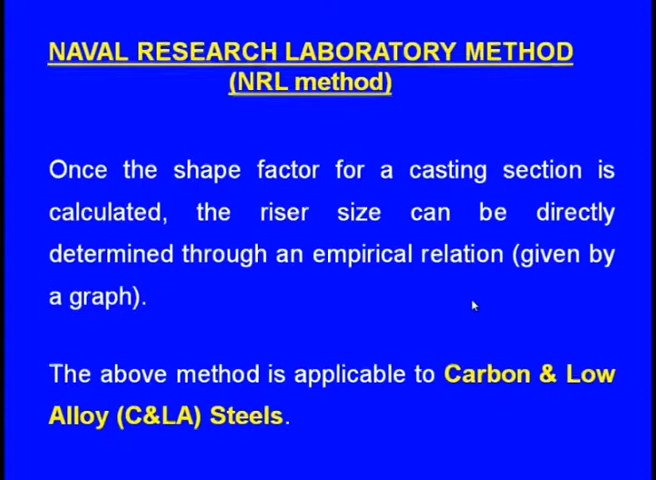 NAVAL RESEARCH LABORATORY METHOD
(NRL method)
Once the shape factor for a casting section is
calculated, the riser size can be directly
determined through an empirical relation (given by
a graph).
The above method is applicable to Carbon & Low
Alloy (C&LA) Steels.